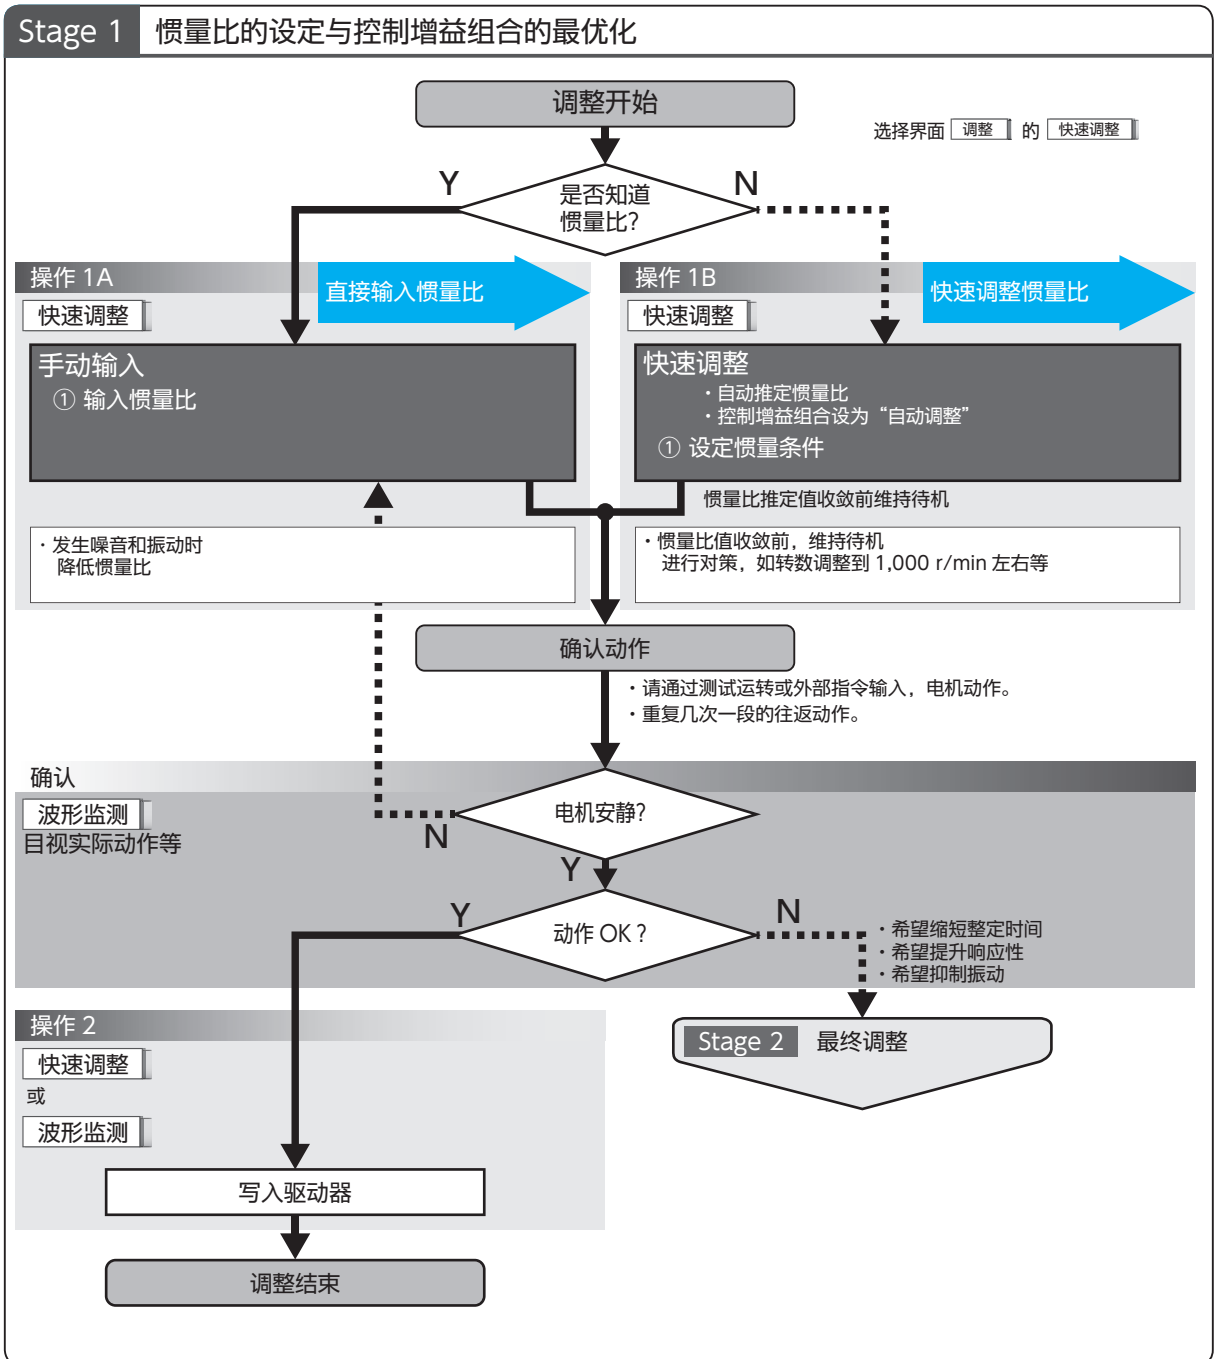 Stage 1 惯量比的设定与控制增益组合的最优化
调整开始
选择界面 调整 的 快速调整
Y
N
是否知道
惯量比?
操作 1A
直接输入惯量比
快速调整
手动输入
① 输入惯量比
・发生噪音和振动时
降低惯量比
操作 1B
快速调整惯量比
快速调整
快速调整
・自动推定惯量比
・控制增益组合设为“自动调整”
① 设定惯量条件
惯量比推定值收敛前维持待机
・惯量比值收敛前，维持待机
进行对策，如转数调整到 1,000 r/min 左右等
确认动作
・请通过测试运转或外部指令输入，电机动作。
・重复几次一段的往返动作。
确认
波形监测
目视实际动作等
电机安静?
N
Y
动作 OK ?
Y
N
・希望缩短整定时间
・希望提升响应性
・希望抑制振动
Stage 2 最终调整
操作 2
快速调整
或
波形监测
写入驱动器
调整结束